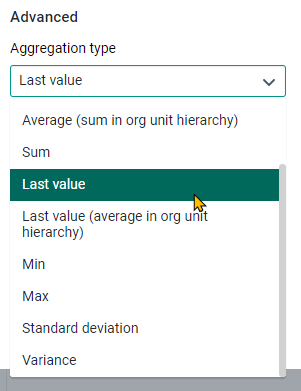 Advanced
Aggregation type
Last value
Average (sum in org unit hierarchy)
Sum
Last value
Last value (average in org unit
hierarchy)
Min
Max
Standard deviation
Variance